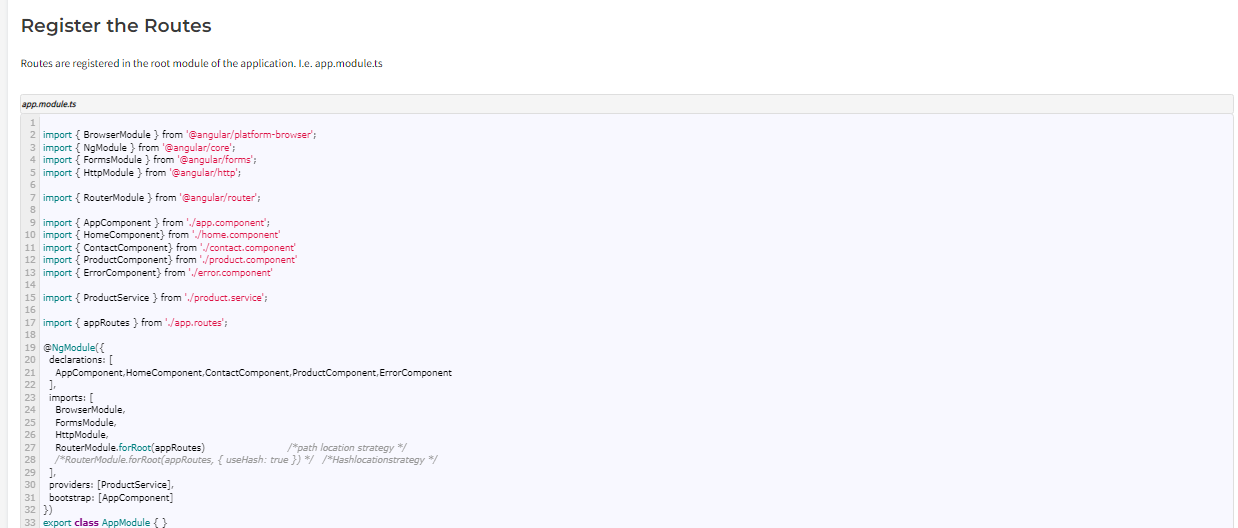 Register the Routes
Routes are registered in the root module of the application. I.e. app.module.ts
app.module.ts
1
2 import { BrowserModule } from '@angular/platform-browser';
3 import { NgModule } from '@angular/core';
4 import { FormsModule } from '@angular/forms';
5 import { HttpModule } from '@angular/http';
6
7 import { RouterModule } from '@angular/router';
8
9 import { AppComponent } from './app.component';
10 import { HomeComponent} from './home.component'
11 import { ContactComponent} from './contact.component'
12 import { ProductComponent} from './product.component'
13 import { ErrorComponent} from './error.component'
14
15 import { ProductService } from './product.service';
16
17 import { appRoutes } from './app.routes';
18
19 @NgModule({
20 declarations: [
21 AppComponent,HomeComponent,ContactComponent,ProductComponent,ErrorComponent
22 ],
23 imports: [
24 BrowserModule,
25 FormsModule,
26 HttpModule,
27 RouterModule.forRoot(appRoutes) /*path location strategy */
28 /*RouterModule.forRoot(appRoutes, { useHash: true }) */ /*Hashlocationstrategy */
29 ],
30 providers: [ProductService],
31 bootstrap: [AppComponent]
32 })
33 export class AppModule { }